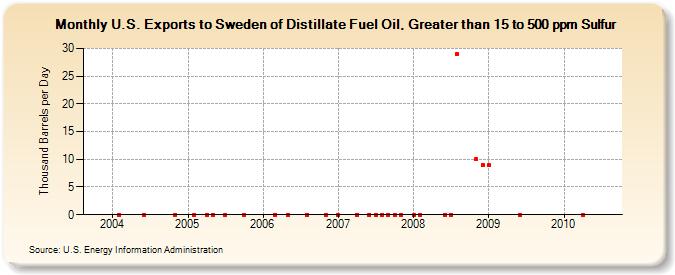 Monthly U.S. Exports to Sweden of Distillate Fuel Oil, Greater than 15 to 500 ppm Sulfur
Thousand Barrels per Day
30
25
20
15
10
5
0
2004 2005 2006 2007 2008 2009 2010
Source: U.S. Energy Information Administration